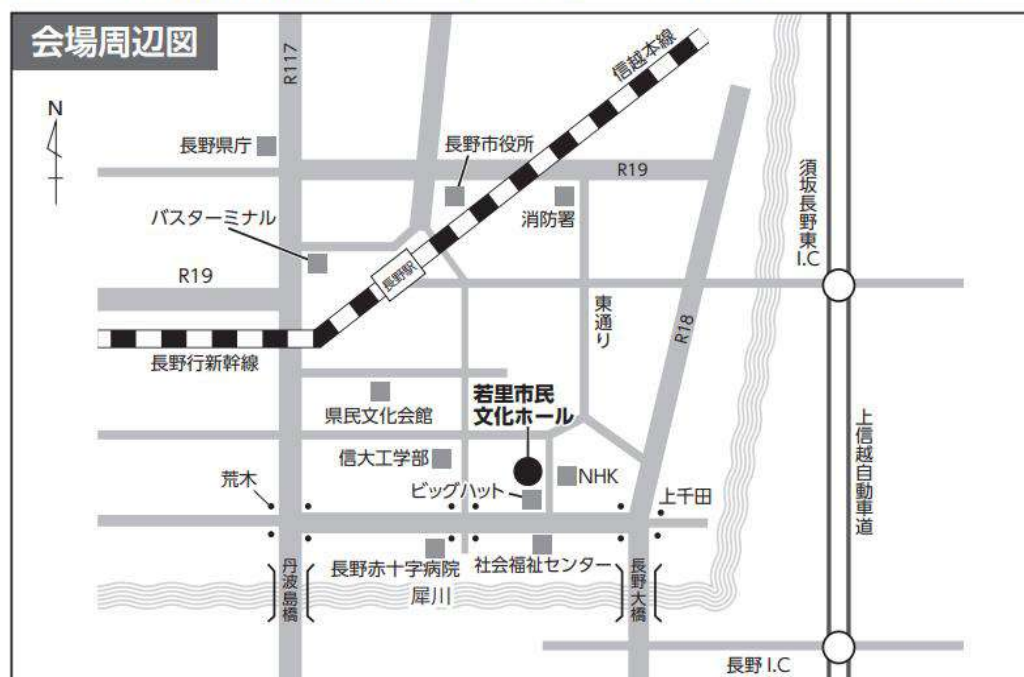 会場周辺図
R117
信越本線
N
長野県庁
長野市役所
R19
消防署
須坂長野東I.C
バスターミナル
長野駅
R19
東通り
R18
長野行新幹線
県民文化会館
若里市民
文化ホール
上信越自動車道
信大工学部
荒木
ビッグハット
NHK
上千田
長野赤十字病院
社会福祉センター
丹波島橋
犀川
長野大橋
長野I.C